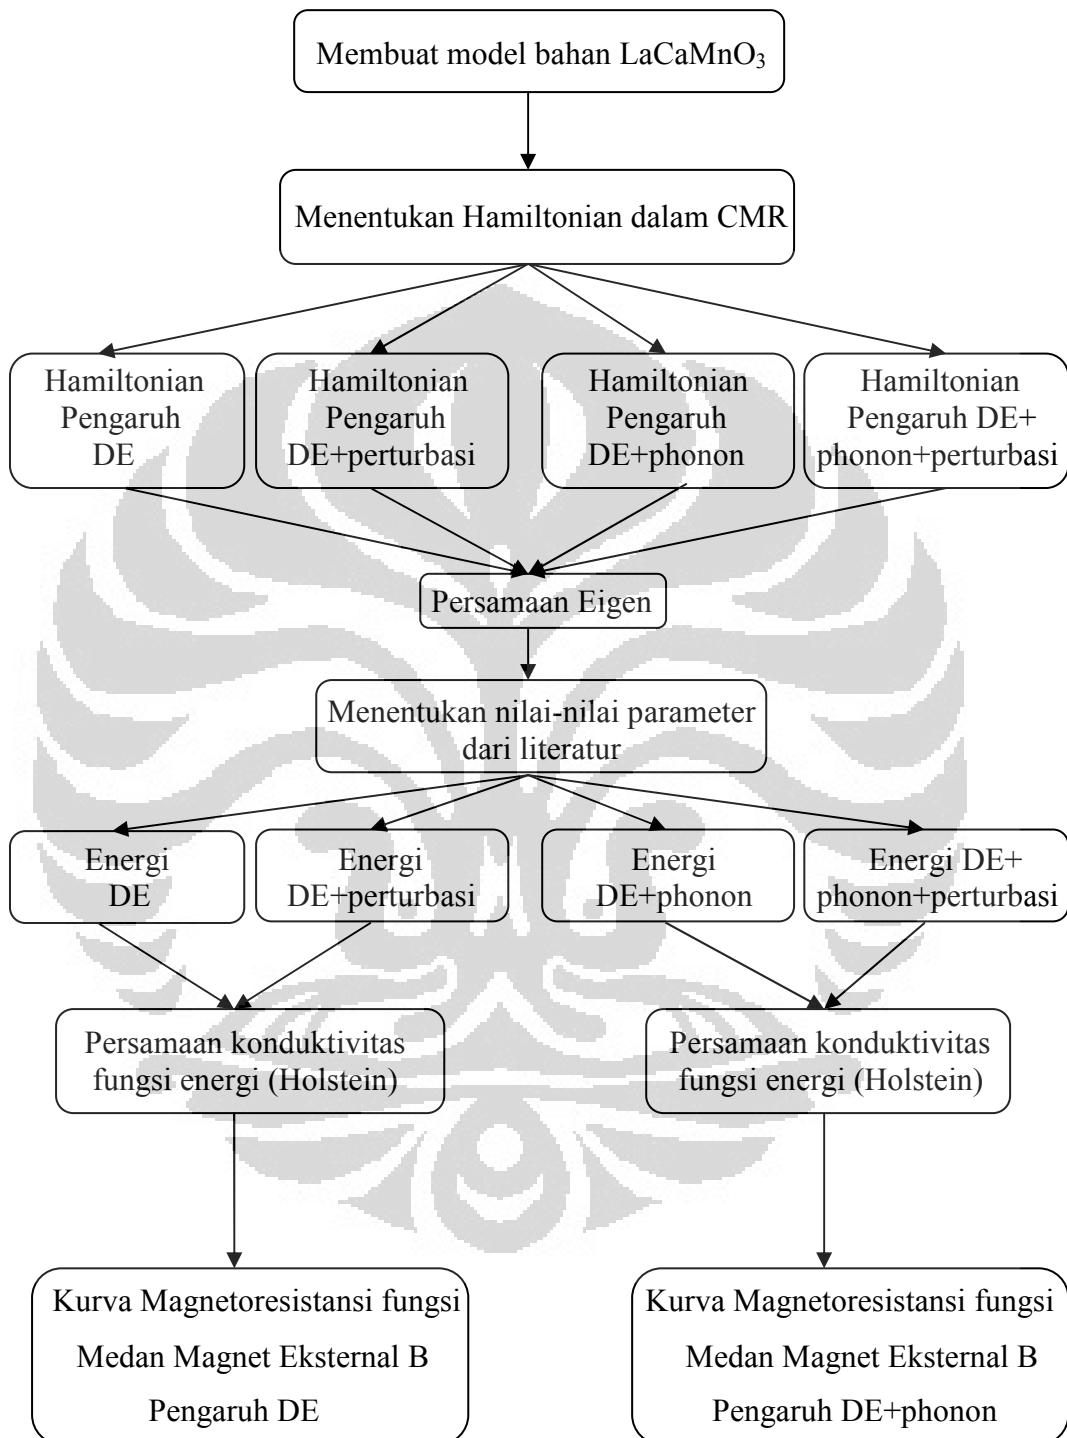 Membuat model bahan LaCaMnO₃
Menentukan Hamiltonian dalam CMR
Hamiltonian
Pengaruh
DE
Hamiltonian
Pengaruh
DE+perturbasi
Hamiltonian
Pengaruh
DE+phonon
Hamiltonian
Pengaruh DE+
phonon+perturbasi
Persamaan Eigen
Menentukan nilai-nilai parameter
dari literatur
Energi
DE
Energi
DE+perturbasi
Energi
DE+phonon
Energi DE+
phonon+perturbasi
Persamaan konduktivitas
fungsi energi (Holstein)
Persamaan konduktivitas
fungsi energi (Holstein)
Kurva Magnetoresistansi fungsi
Medan Magnet Eksternal B
Pengaruh DE
Kurva Magnetoresistansi fungsi
Medan Magnet Eksternal B
Pengaruh DE+phonon